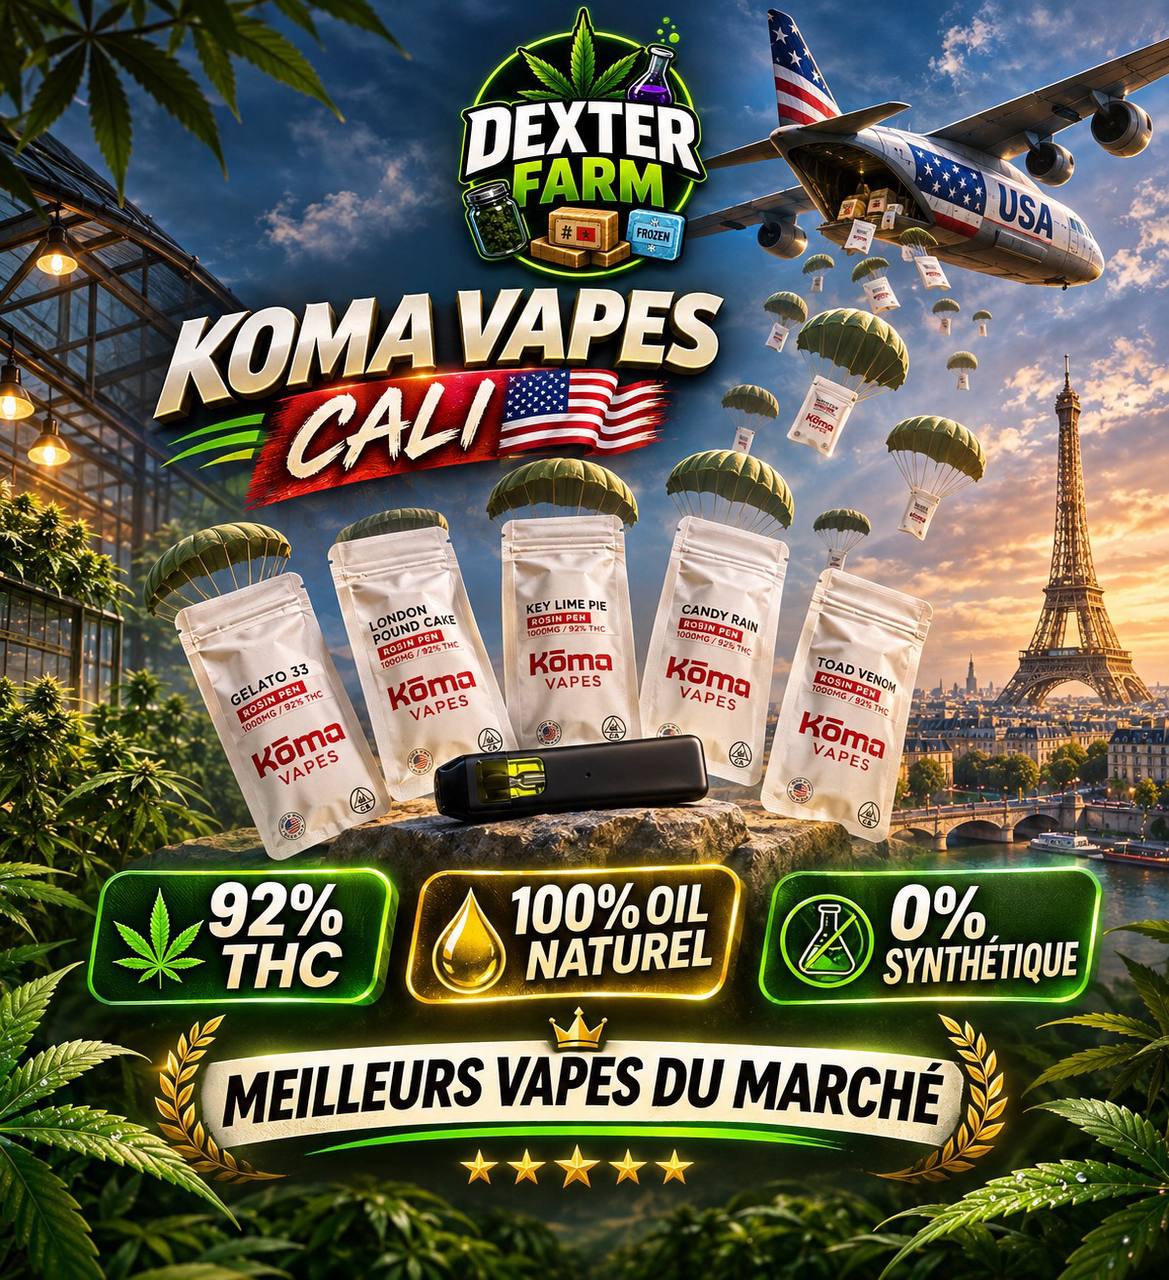 DEXTER
FARM
#
FROZEN
USA
KOMA VAPES
CALI
GELATO 33
ROSIN PEN
1000MG / 92% THC
Kōma
VAPES
LONDON
POUND CAKE
ROSIN PEN
1000MG / 92% THC
Kōma
VAPES
KEY LIME PIE
ROSIN PEN
1000MG / 92% THC
Kōma
VAPES
CANDY RAIN
ROSIN PEN
1000MG / 92% THC
Kōma
VAPES
TOAD VENOM
ROSIN PEN
1000MG / 92% THC
Kōma
VAPES
92%
THC
100% OIL
NATUREL
0%
SYNTHÉTIQUE
MEILLEURS VAPES DU MARCHÉ